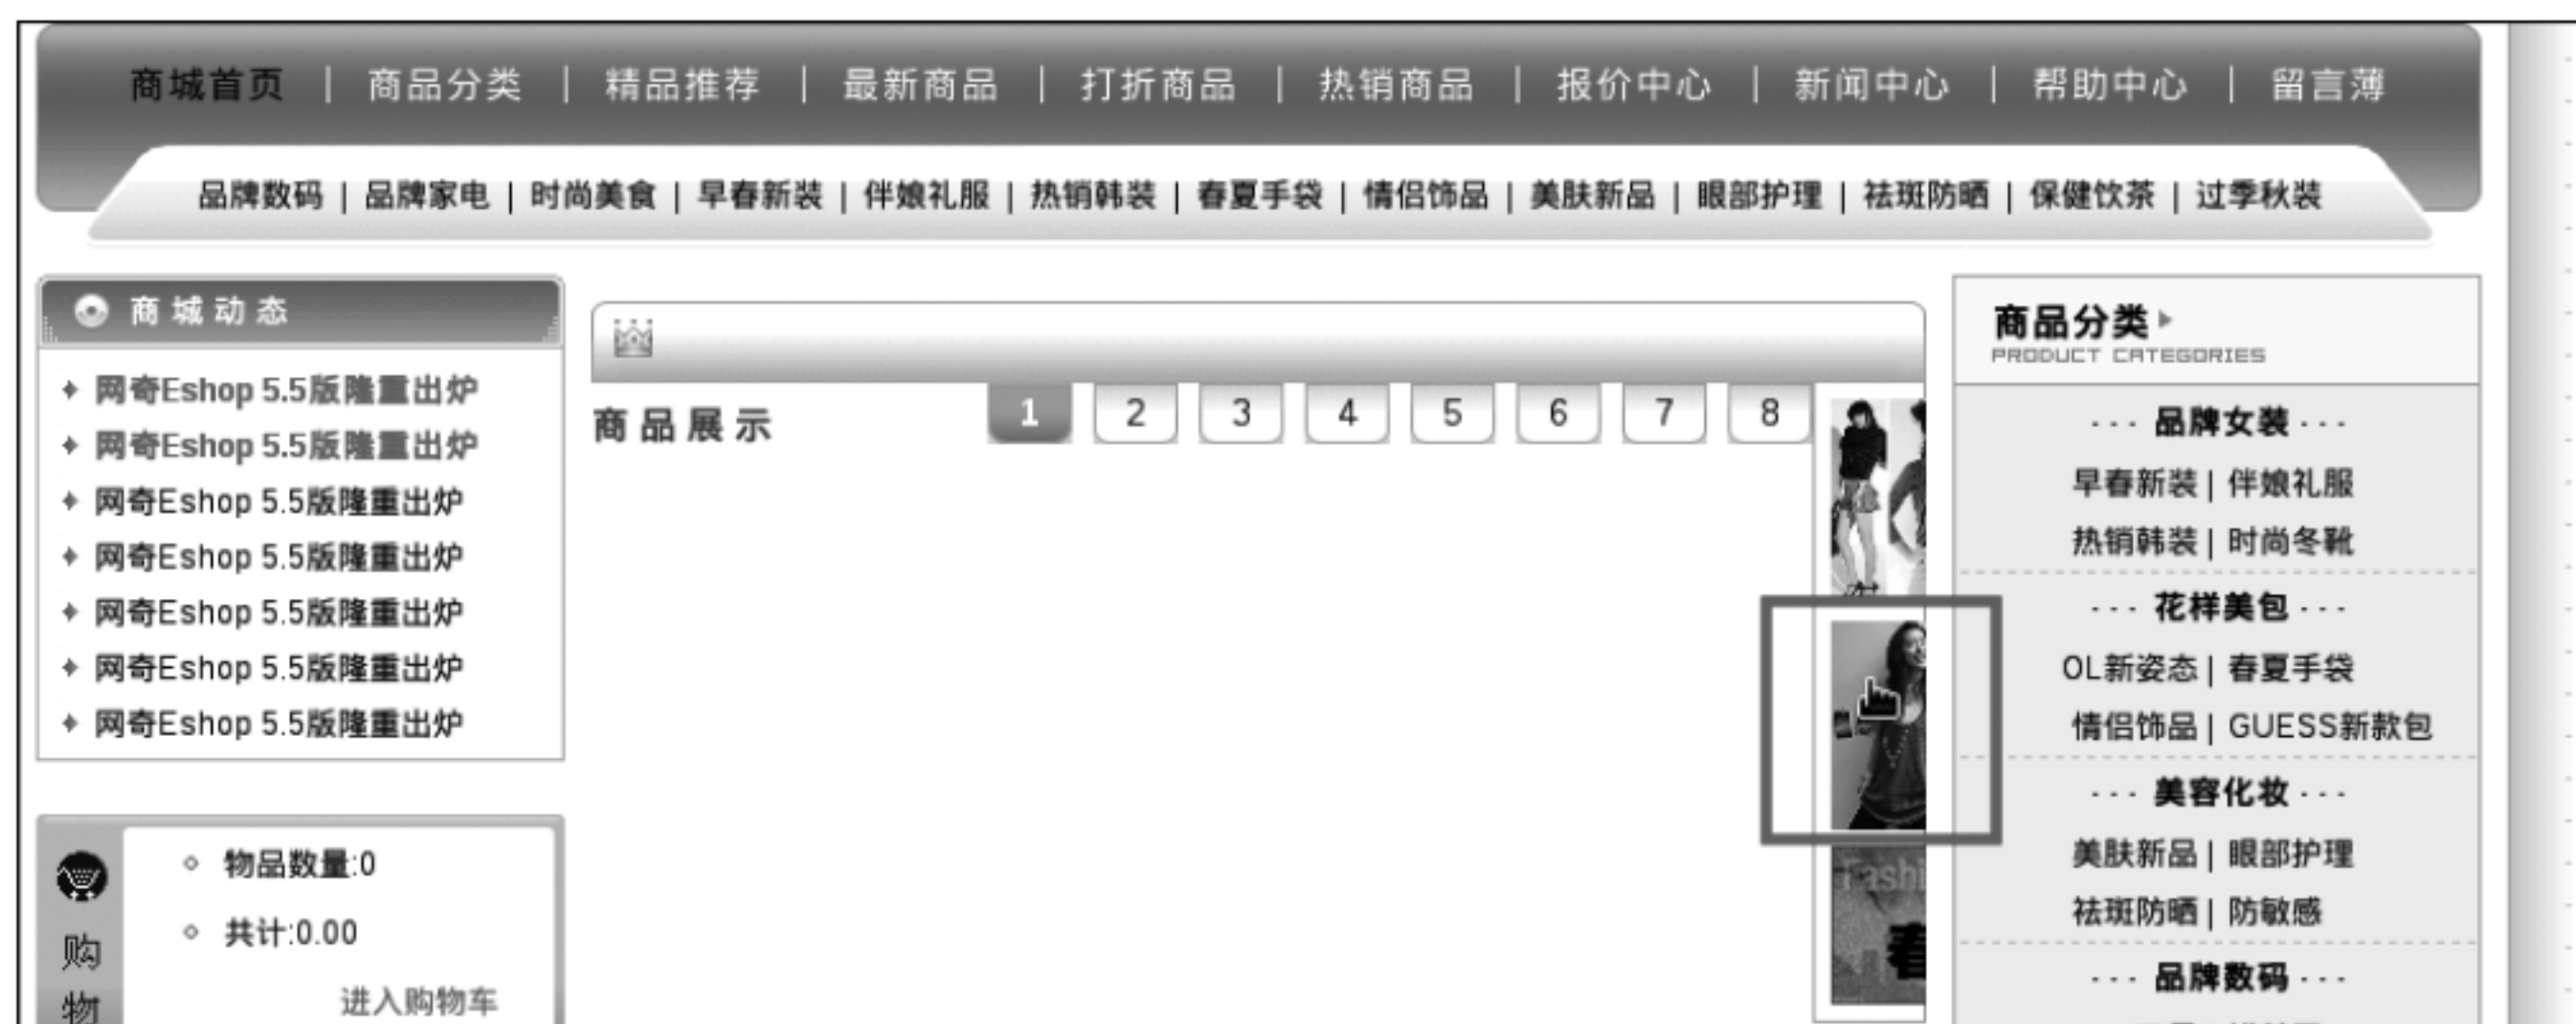 商城首页 | 商品分类 | 精品推荐 | 最新商品 | 打折商品 | 热销商品 | 报价中心 | 新闻中心 | 帮助中心 | 留言薄
品牌数码 | 品牌家电 | 时尚美食 | 早春新装 | 伴娘礼服 | 热销韩装 | 春夏手袋 | 情侣饰品 | 美肤新品 | 眼部护理 | 祛斑防晒 | 保健饮茶 | 过季秋装
商城动态
网奇Eshop 5.5版隆重出炉
网奇Eshop 5.5版隆重出炉
网奇Eshop 5.5版隆重出炉
网奇Eshop 5.5版隆重出炉
网奇Eshop 5.5版隆重出炉
网奇Eshop 5.5版隆重出炉
网奇Eshop 5.5版隆重出炉
购物
物品数量:0
共计:0.00
进入购物车
商品展示
1 2 3 4 5 6 7 8
春
商品分类
PRODUCT CATEGORIES
--- 品牌女装 ---
早春新装 | 伴娘礼服
热销韩装 | 时尚冬靴
--- 花样美包 ---
OL新姿态 | 春夏手袋
情侣饰品 | GUESS新款包
--- 美容化妆 ---
美肤新品 | 眼部护理
祛斑防晒 | 防敏感
--- 品牌数码 ---